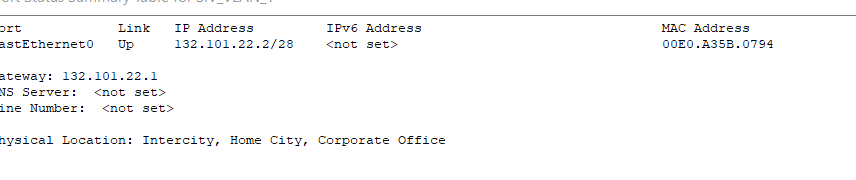 ort Link IP Address IPv6 Address MAC Address
astEthernet0 Up 132.101.22.2/28 <not set> 00E0.A35B.0794
ateway: 132.101.22.1
NS Server: <not set>
ine Number: <not set>
hysical Location: Intercity, Home City, Corporate Office